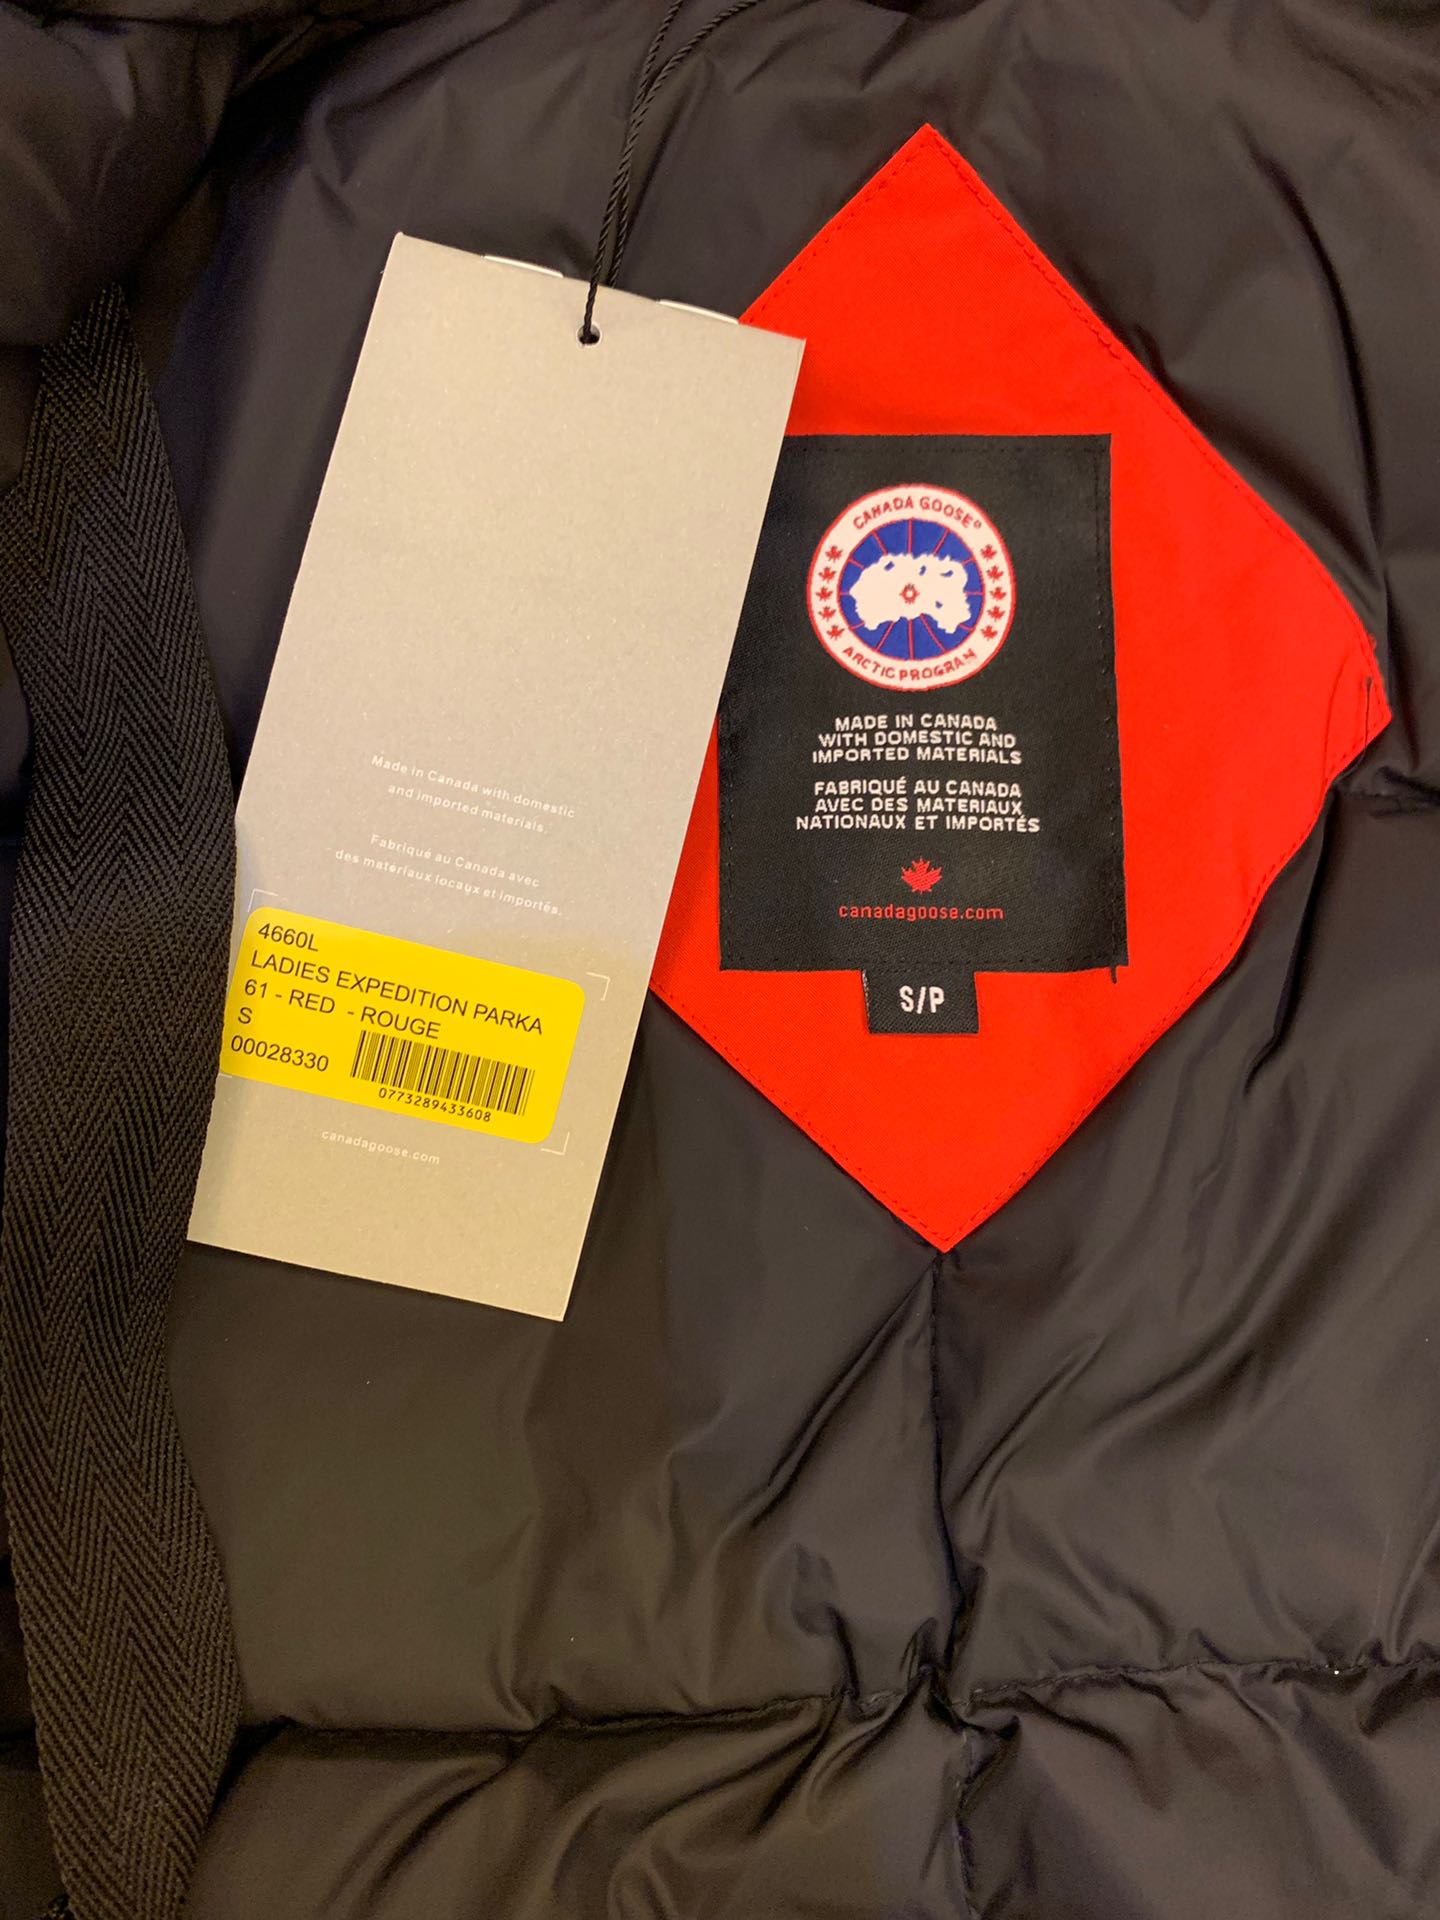 Made in Canada with domestic
and imported materials.
Fabriqué au Canada avec
des matériaux locaux et importés.
4660L
LADIES EXPEDITION PARKA
61 - RED - ROUGE
S
00028330
0773289433608
canadagoose.com
CANADA GOOSE®
ARCTIC PROGRAM
MADE IN CANADA
WITH DOMESTIC AND
IMPORTED MATERIALS
FABRIQUÉ AU CANADA
AVEC DES MATERIAUX
NATIONAUX ET IMPORTÉS
canadagoose.com
S/P